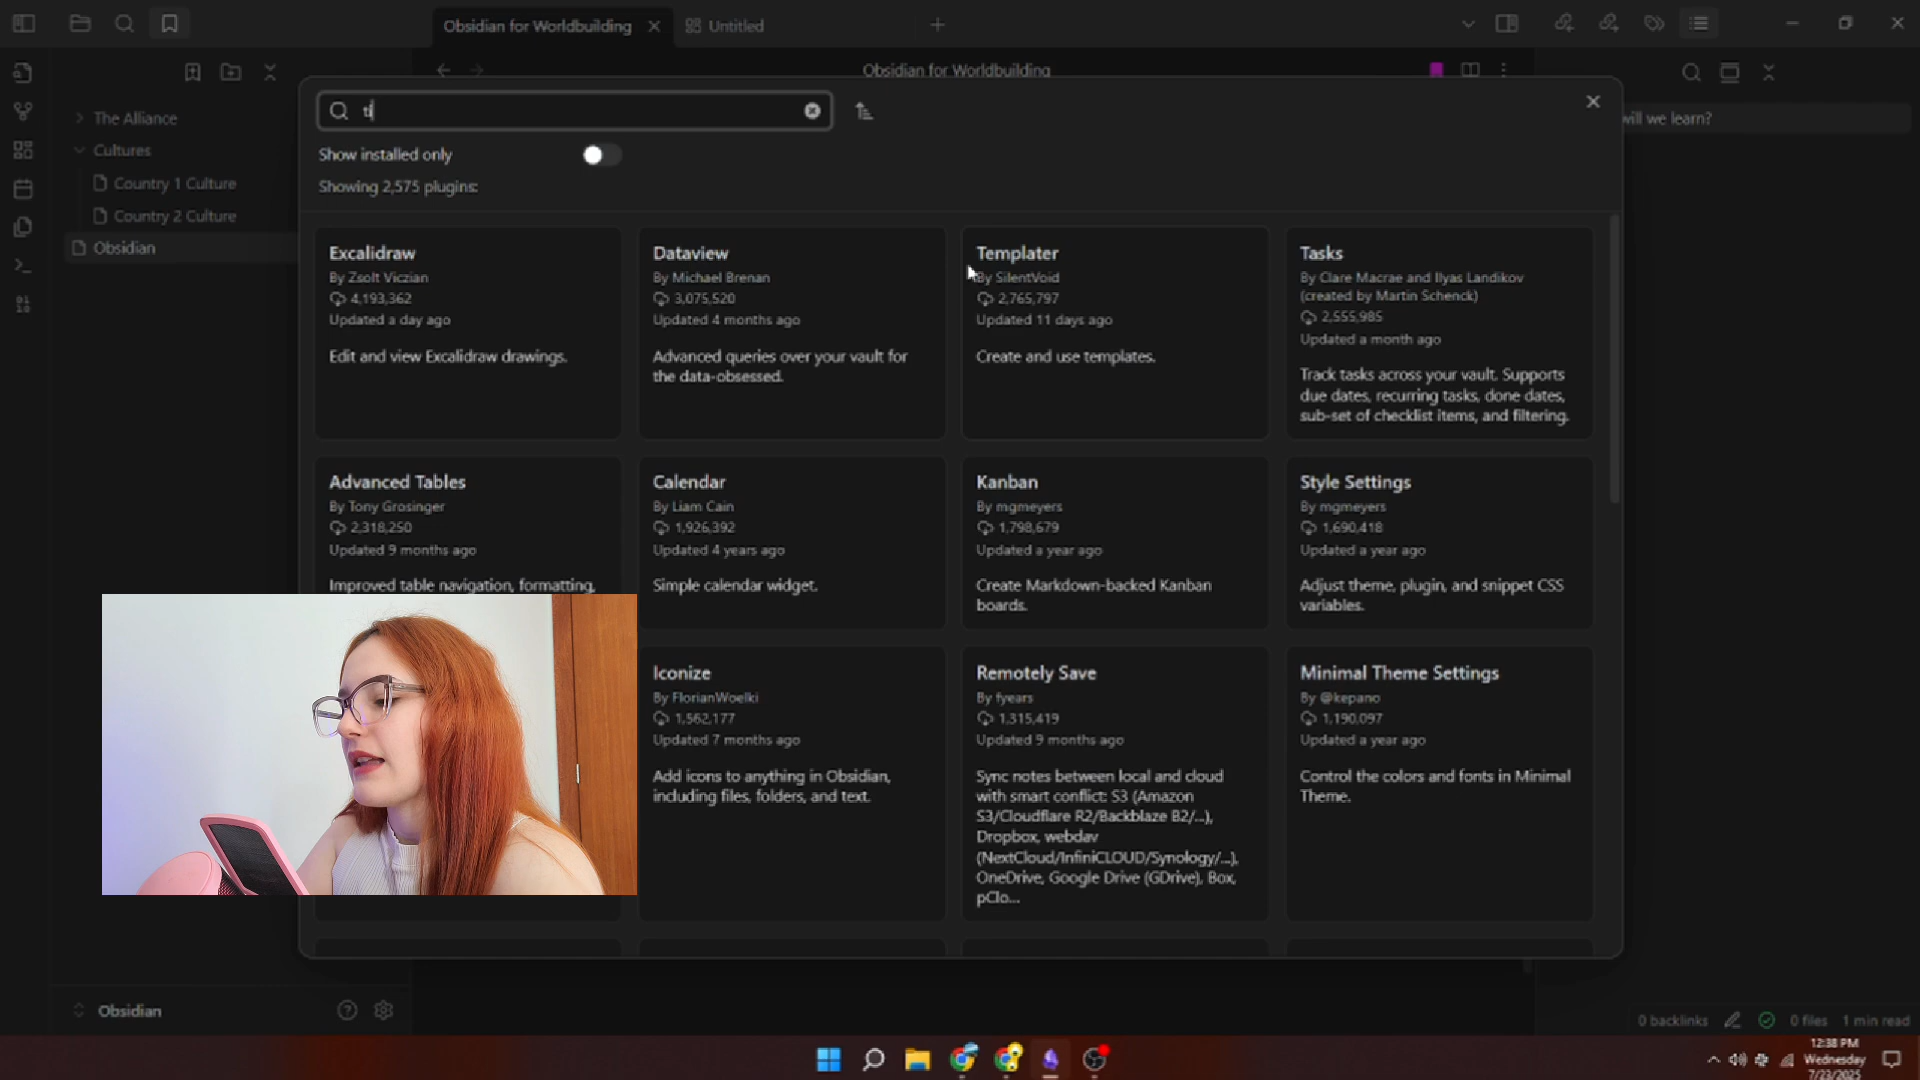 Obsidian for Worldbuilding
Untitled
Obsidian for Worldbuilding
The Alliance
Cultures
Country 1 Culture
Country 2 Culture
Obsidian
will we learn?
ti
Show installed only
Showing 2,575 plugins:
Excalidraw
By Zsolt Viczian
4,193,362
Updated a day ago
Edit and view Excalidraw drawings.
Dataview
By Michael Brenan
3,075,520
Updated 4 months ago
Advanced queries over your vault for
the data-obsessed.
Templater
By SilentVoid
2,765,797
Updated 11 days ago
Create and use templates.
Tasks
By Clare Macrae and Ilyas Landikov
(created by Martin Schenck)
2,555,985
Updated a month ago
Track tasks across your vault. Supports
due dates, recurring tasks, done dates,
sub-set of checklist items, and filtering.
Advanced Tables
By Tony Grosinger
2,318,250
Updated 9 months ago
Improved table navigation, formatting,
Calendar
By Liam Cain
1,926,392
Updated 4 years ago
Simple calendar widget.
Kanban
By mgmeyers
1,798,679
Updated a year ago
Create Markdown-backed Kanban
boards.
Style Settings
By mgmeyers
1,690,418
Updated a year ago
Adjust theme, plugin, and snippet CSS
variables.
Iconize
By FlorianWoelki
1,562,177
Updated 7 months ago
Add icons to anything in Obsidian,
including files, folders, and text.
Remotely Save
By fyears
1,315,419
Updated 9 months ago
Sync notes between local and cloud
with smart conflict: S3 (Amazon
S3/Cloudflare R2/Backblaze B2/...),
Dropbox, webdav
(NextCloud/InfiniCLOUD/Synology/...),
OneDrive, Google Drive (GDrive), Box,
pClo...
Minimal Theme Settings
By @kepano
1,190,097
Updated a year ago
Control the colors and fonts in Minimal
Theme.
Obsidian
0 backlinks
0 files
1 min read
12:38 PM
Wednesday
7/23/2025